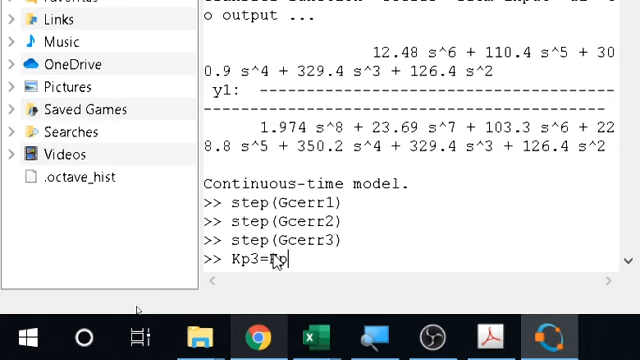 Links
Music
OneDrive
Pictures
Saved Games
Searches
Videos
.octave_hist
o output ...
12.48 s^6 + 110.4 s^5 + 30
0.9 s^4 + 329.4 s^3 + 126.4 s^2
y1: ----------------------------------------
---------------------------------------------
1.974 s^8 + 23.69 s^7 + 103.3 s^6 + 22
8.8 s^5 + 350.2 s^4 + 329.4 s^3 + 126.4 s^2
Continuous-time model.
>> step(Gcerr1)
>> step(Gcerr2)
>> step(Gcerr3)
>> Kp3=